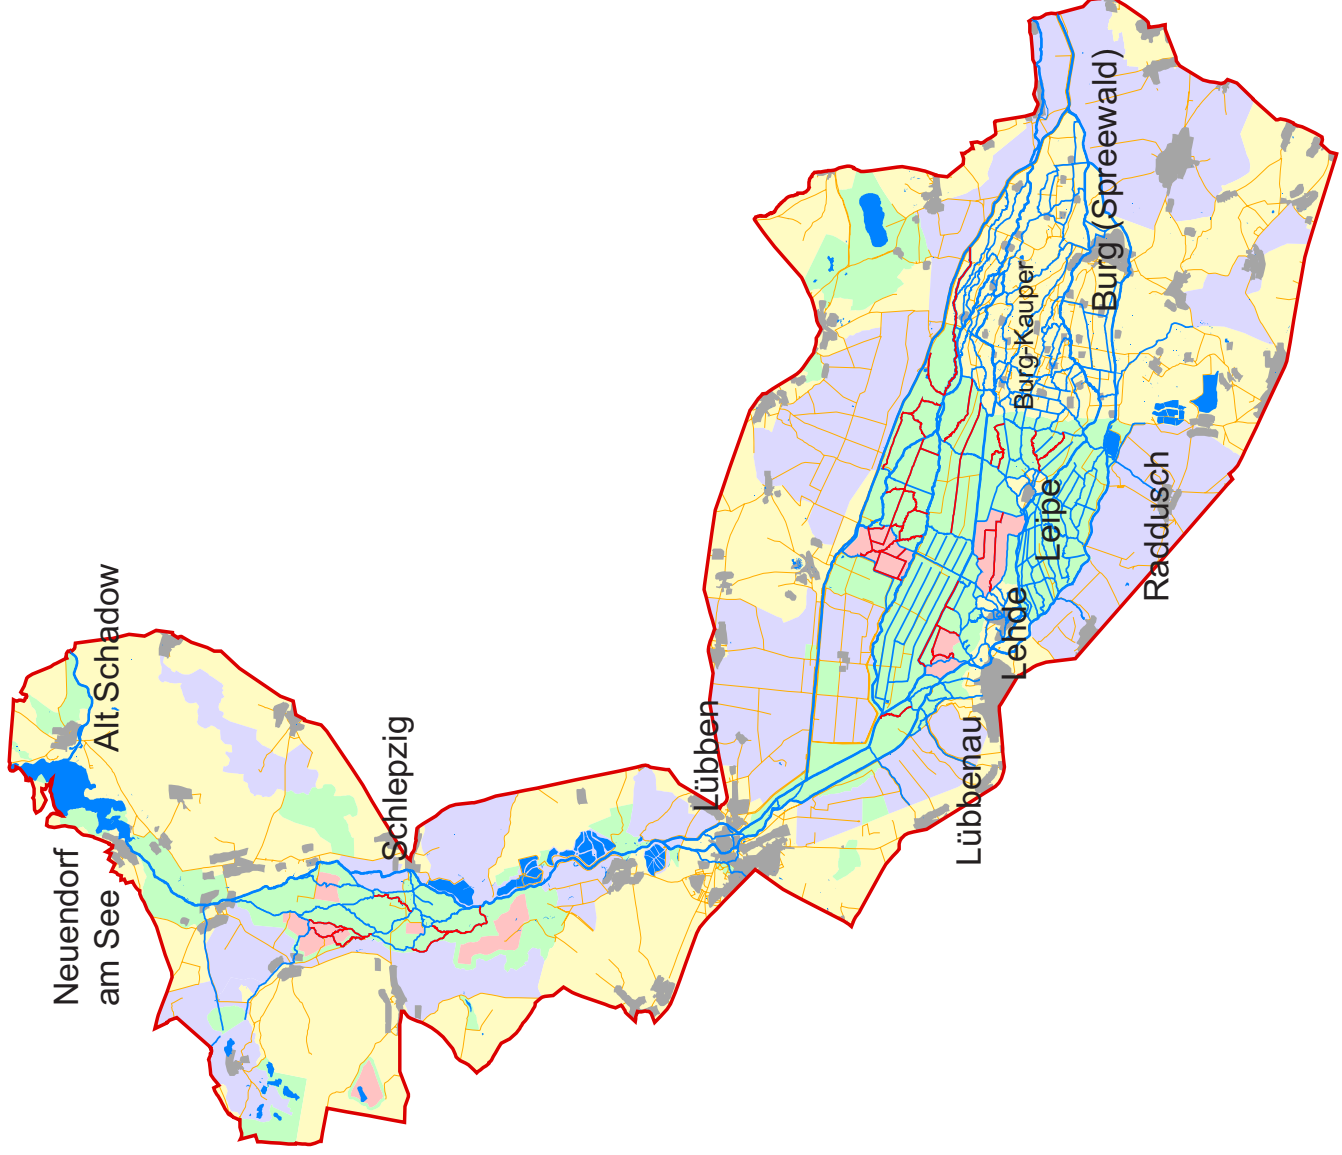 Neuendorf
am See
Alt Schadow
Schlepzig
Lübben
Lübbenau
Lehde
Leipe
Raddusch
Burg-Kauper
Burg (Spreewald)